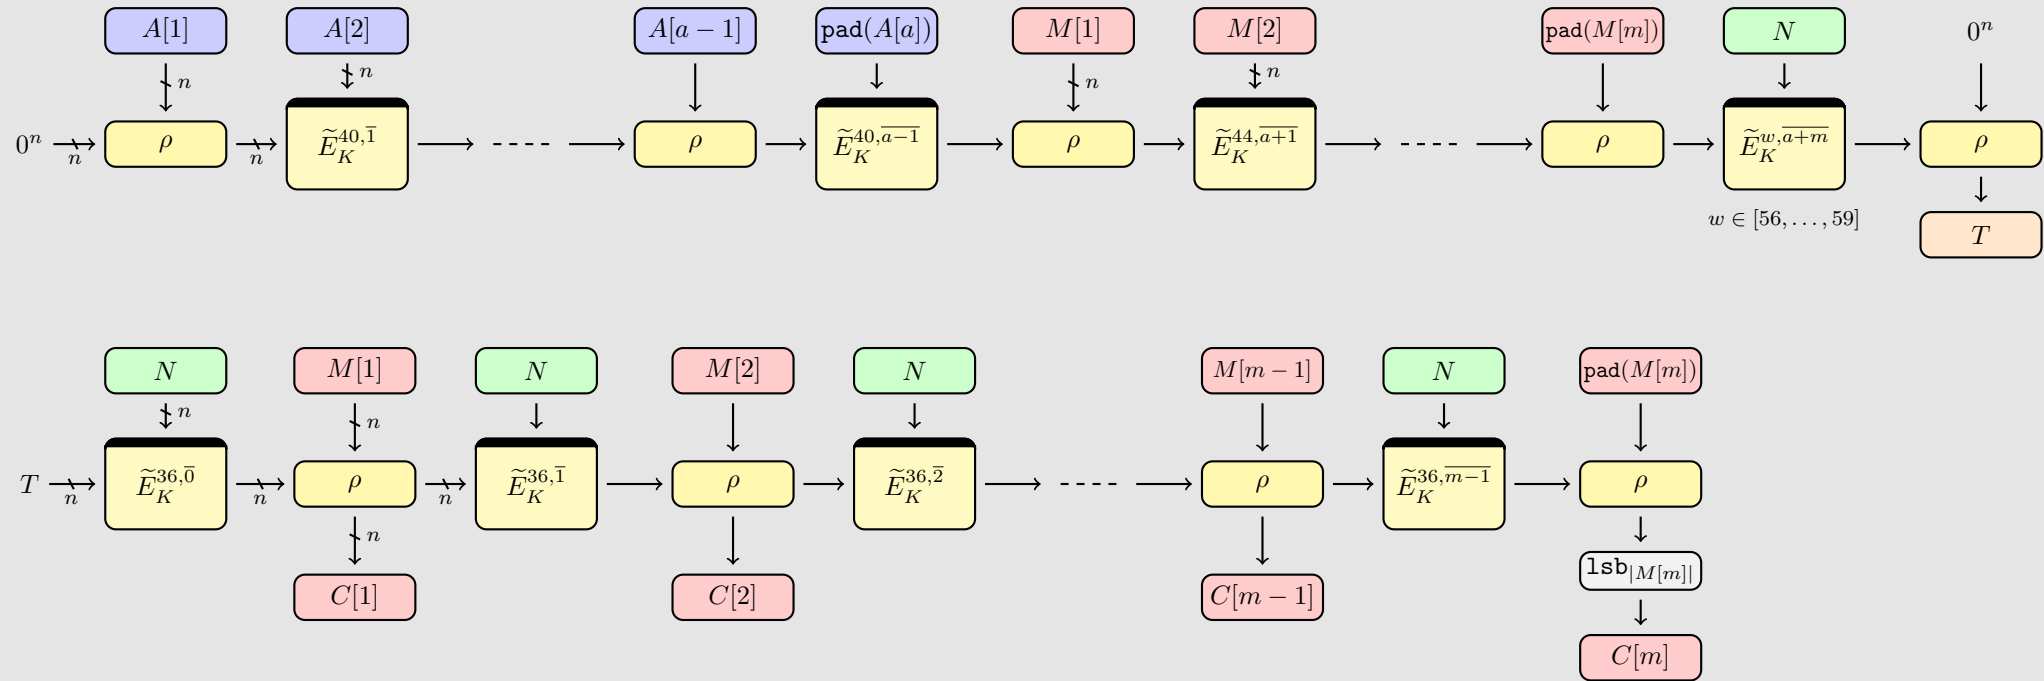 A[1] A[2] A[a − 1] pad(A[a]) M[1] M[2] pad(M[m]) N 0ⁿ
n n n n
0ⁿ n ρ n Ẽ_K^{40,1̅} ρ Ẽ_K^{40,\overline{a−1}} ρ Ẽ_K^{44,\overline{a+1}} ρ Ẽ_K^{w,\overline{a+m}} ρ
w ∈ [56, . . . , 59] T
N M[1] N M[2] N M[m − 1] N pad(M[m])
n n
T n Ẽ_K^{36,0̅} n ρ n Ẽ_K^{36,1̅} ρ Ẽ_K^{36,2̅} ρ Ẽ_K^{36,\overline{m−1}} ρ
n
lsb_{|M[m]|}
C[1] C[2] C[m − 1]
C[m]